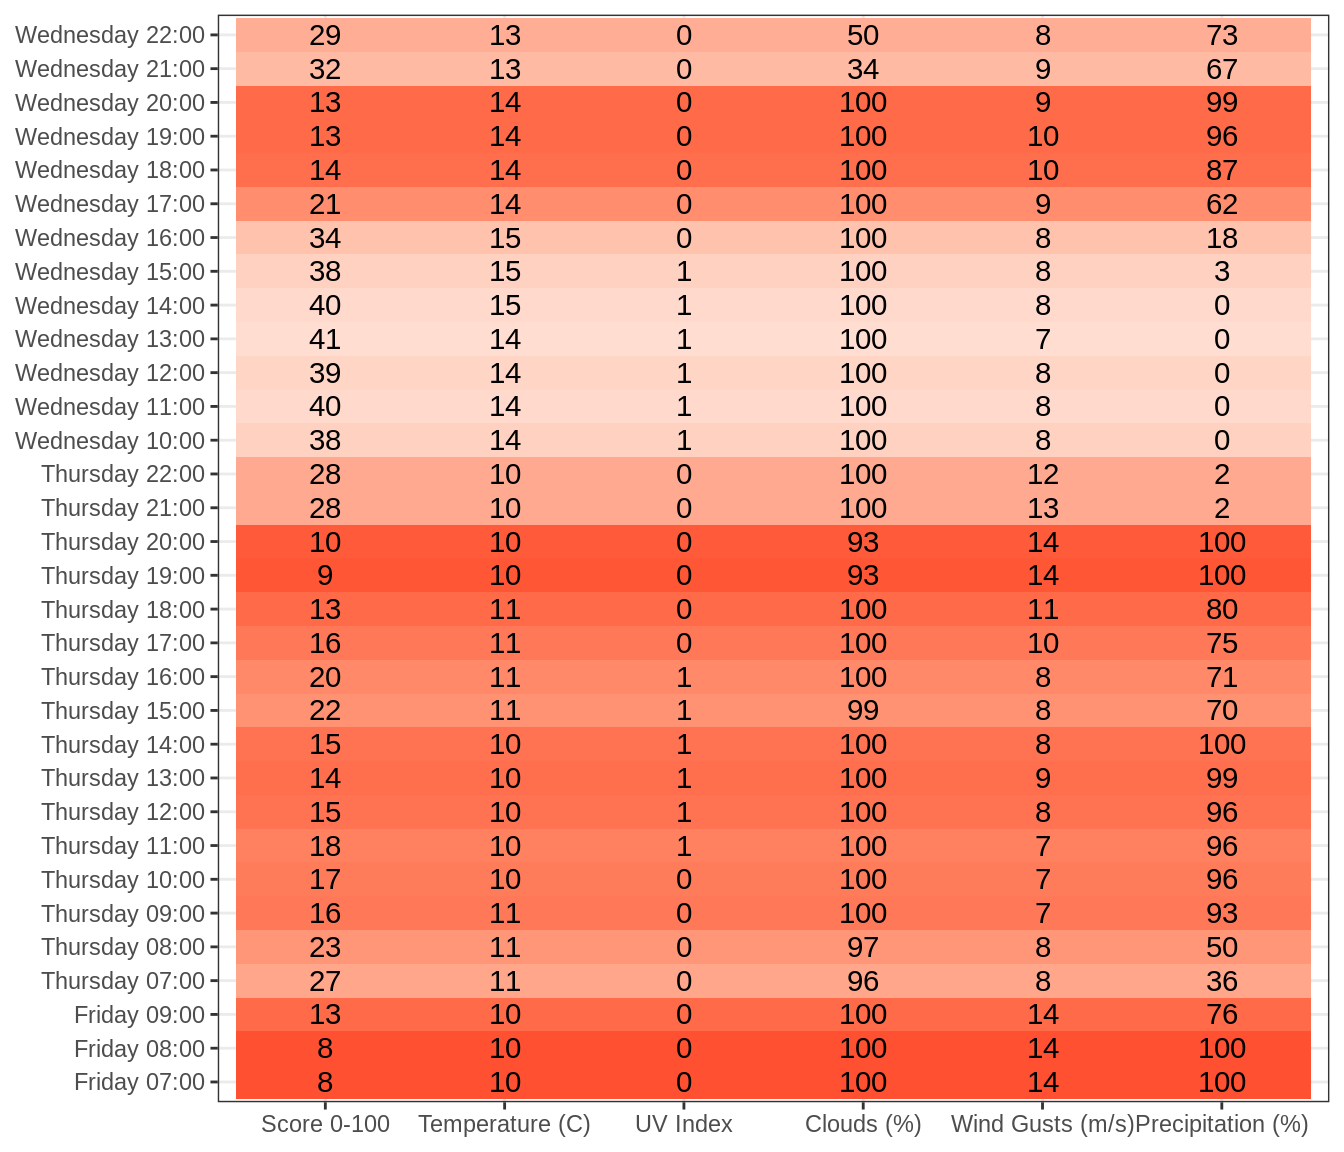 Wednesday 22:00 29 13 0 50 8 73
Wednesday 21:00 32 13 0 34 9 67
Wednesday 20:00 13 14 0 100 9 99
Wednesday 19:00 13 14 0 100 10 96
Wednesday 18:00 14 14 0 100 10 87
Wednesday 17:00 21 14 0 100 9 62
Wednesday 16:00 34 15 0 100 8 18
Wednesday 15:00 38 15 1 100 8 3
Wednesday 14:00 40 15 1 100 8 0
Wednesday 13:00 41 14 1 100 7 0
Wednesday 12:00 39 14 1 100 8 0
Wednesday 11:00 40 14 1 100 8 0
Wednesday 10:00 38 14 1 100 8 0
Thursday 22:00 28 10 0 100 12 2
Thursday 21:00 28 10 0 100 13 2
Thursday 20:00 10 10 0 93 14 100
Thursday 19:00 9 10 0 93 14 100
Thursday 18:00 13 11 0 100 11 80
Thursday 17:00 16 11 0 100 10 75
Thursday 16:00 20 11 1 100 8 71
Thursday 15:00 22 11 1 99 8 70
Thursday 14:00 15 10 1 100 8 100
Thursday 13:00 14 10 1 100 9 99
Thursday 12:00 15 10 1 100 8 96
Thursday 11:00 18 10 1 100 7 96
Thursday 10:00 17 10 0 100 7 96
Thursday 09:00 16 11 0 100 7 93
Thursday 08:00 23 11 0 97 8 50
Thursday 07:00 27 11 0 96 8 36
Friday 09:00 13 10 0 100 14 76
Friday 08:00 8 10 0 100 14 100
Friday 07:00 8 10 0 100 14 100
Score 0-100 Temperature (C) UV Index Clouds (%) Wind Gusts (m/s) Precipitation (%)